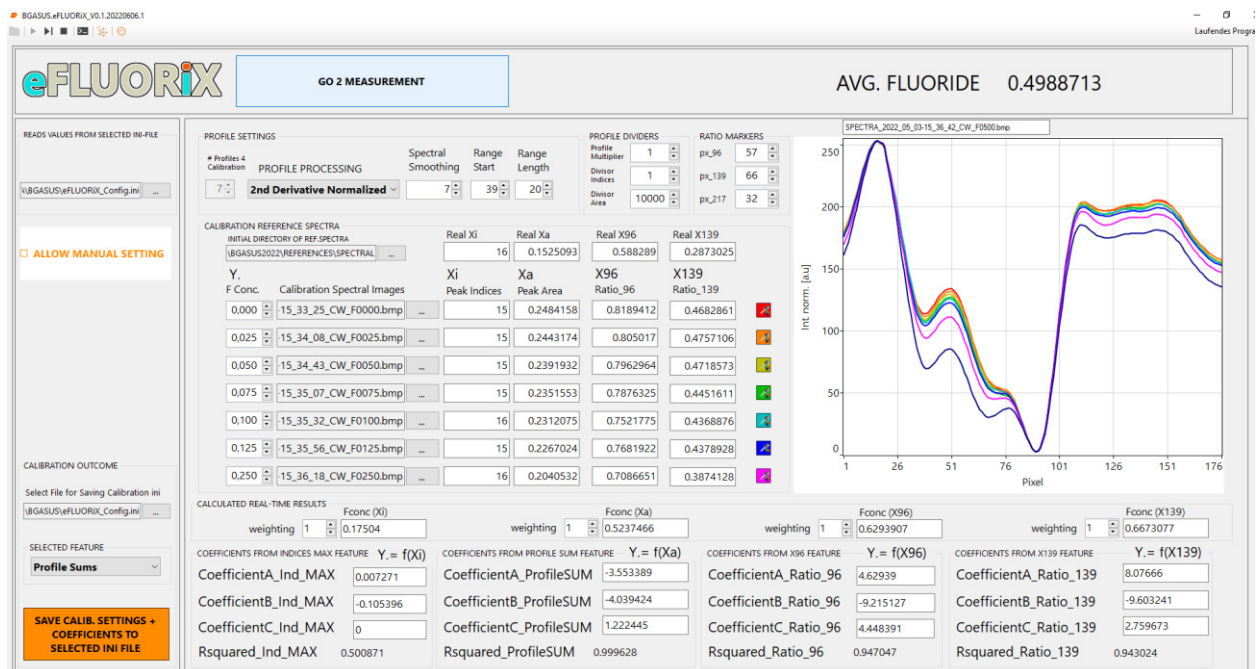 BGASUS.eFLUORiX_V0.1.20220606.1
Laufendes Progra
eFLUORiX
GO 2 MEASUREMENT
AVG. FLUORIDE 0.4988713
READS VALUES FROM SELECTED INI-FILE
\\BGASUS\eFLUORiX_Config.ini ...
ALLOW MANUAL SETTING
CALIBRATION OUTCOME
Select File for Saving Calibration ini
\BGASUS\eFLUORiX_Config.ini ...
SELECTED FEATURE
Profile Sums
SAVE CALIB. SETTINGS +
COEFFICIENTS TO
SELECTED INI FILE
PROFILE SETTINGS
# Profiles 4
Calibration
7
PROFILE PROCESSING
2nd Derivative Normalized
Spectral
Smoothing
7
Range
Start
39
Range
Length
20
PROFILE DIVIDERS
Profile
Multiplier
1
Divisor
Indices
1
Divisor
Area
10000
RATIO MARKERS
px_96 57
px_139 66
px_217 32
CALIBRATION REFERENCE SPECTRA
INITIAL DIRECTORY OF REF.SPECTRA
\BGASUS2022\REFERENCES\SPECTRAL ...
Real Xi Real Xa Real X96 Real X139
16 0.1525093 0.588289 0.2873025
Y. Xi Xa X96 X139
F Conc. Calibration Spectral Images Peak Indices Peak Area Ratio_96 Ratio_139
0,000 15_33_25_CW_F0000.bmp ... 15 0.2484158 0.8189412 0.4682861
0,025 15_34_08_CW_F0025.bmp ... 15 0.2443174 0.805017 0.4757106
0,050 15_34_43_CW_F0050.bmp ... 15 0.2391932 0.7962964 0.4718573
0,075 15_35_07_CW_F0075.bmp ... 15 0.2351553 0.7876325 0.4451611
0,100 15_35_32_CW_F0100.bmp ... 16 0.2312075 0.7521775 0.4368876
0,125 15_35_56_CW_F0125.bmp ... 15 0.2267024 0.7681922 0.4378928
0,250 -15_36_18_CW_F0250.bmp ... 16 0.2040532 0.7086651 0.3874128
SPECTRA_2022_05_03-15_36_42_CW_F0500.bmp
Int. norm. [a.u]
250
200
150
100
50
0
1 26 51 76 101 126 151 176
Pixel
CALCULATED REAL-TIME RESULTS
Fconc (Xi) Fconc (Xa) Fconc (X96) Fconc (X139)
weighting 1 0.17504 weighting 1 0.5237466 weighting 1 0.6293907 weighting 1 0.6673077
COEFFICIENTS FROM INDICES MAX FEATURE Y.= f(Xi)
CoefficientA_Ind_MAX 0.007271
CoefficientB_Ind_MAX -0.105396
CoefficientC_Ind_MAX 0
Rsquared_Ind_MAX 0.500871
COEFFICIENTS FROM PROFILE SUM FEATURE Y.= f(Xa)
CoefficientA_ProfileSUM -3.553389
CoefficientB_ProfileSUM -4.039424
CoefficientC_ProfileSUM 1.222445
Rsquared_ProfileSUM 0.999628
COEFFICIENTS FROM X96 FEATURE Y.= f(X96)
CoefficientA_Ratio_96 4.62939
CoefficientB_Ratio_96 -9.215127
CoefficientC_Ratio_96 4.448391
Rsquared_Ratio_96 0.947047
COEFFICIENTS FROM X139 FEATURE Y.= f(X139)
CoefficientA_Ratio_139 8.07666
CoefficientB_Ratio_139 -9.603241
CoefficientC_Ratio_139 2.759673
Rsquared_Ratio_139 0.943024